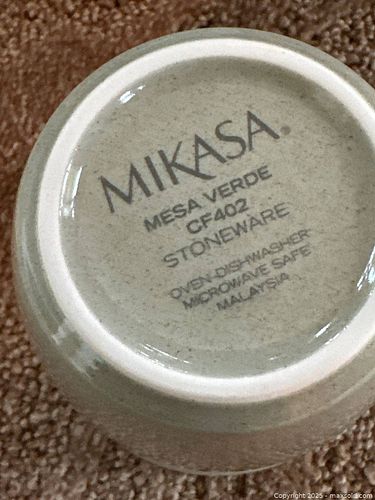 MIKASA®
MESA VERDE
CF402
STONEWARE
OVEN-DISHWASHER
MICROWAVE SAFE
MALAYSIA
Copyright 2025 - maxsold.com